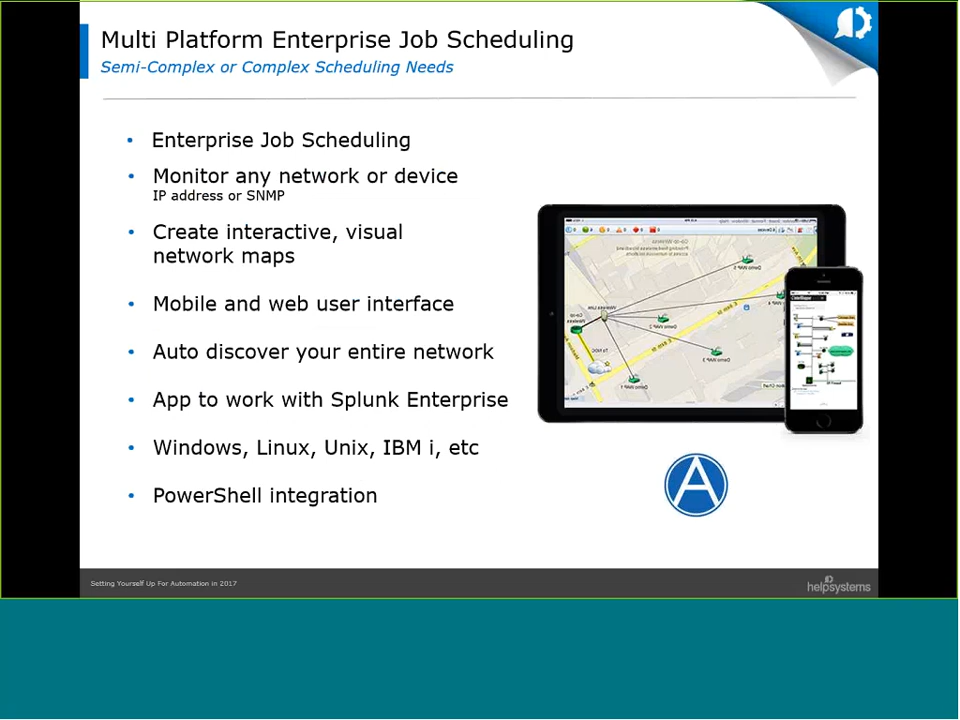 Multi Platform Enterprise Job Scheduling
Semi-Complex or Complex Scheduling Needs
• Enterprise Job Scheduling
• Monitor any network or device
IP address or SNMP
• Create interactive, visual
network maps
• Mobile and web user interface
• Auto discover your entire network
• App to work with Splunk Enterprise
• Windows, Linux, Unix, IBM i, etc
• PowerShell integration
A
Setting Yourself Up For Automation in 2017
helpsystems